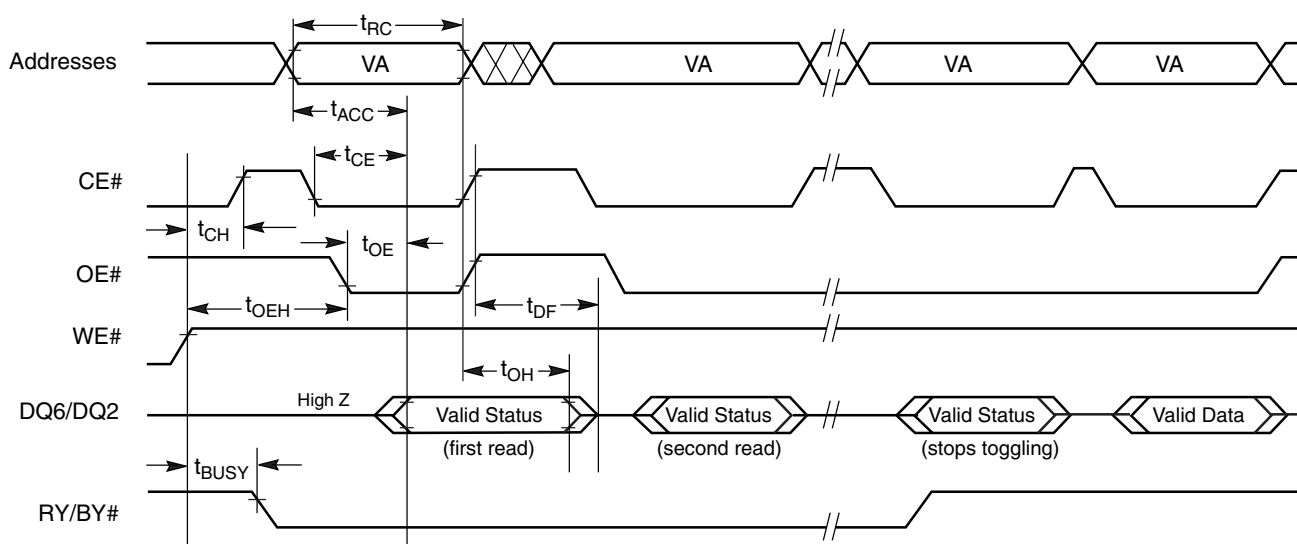 tRC
Addresses VA VA VA VA
tACC
tCE
CE#
tCH tOE
OE#
tOEH tDF
WE#
tOH
DQ6/DQ2 High Z Valid Status Valid Status Valid Status Valid Data
(first read) (second read) (stops toggling)
tBUSY
RY/BY#